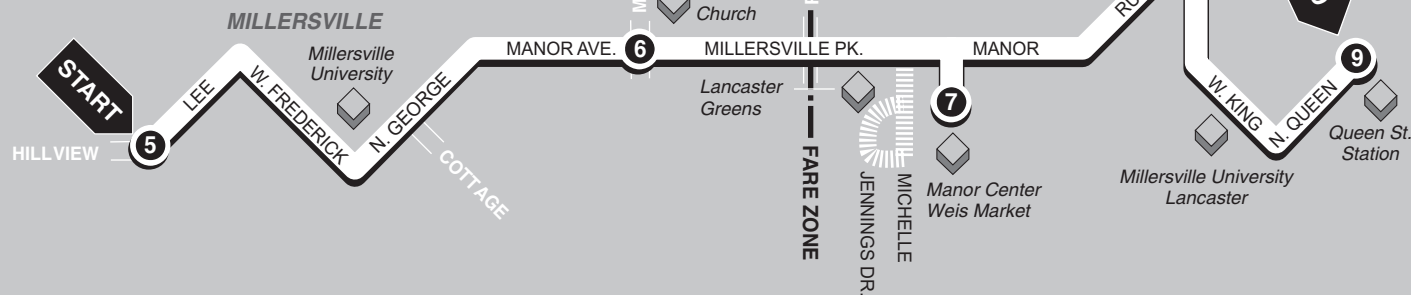 MILLERSVILLE
Church
START
LEE
W. FREDERICK
Millersville
University
N. GEORGE
MANOR AVE.
6
MILLERSVILLE PK.
MANOR
Lancaster
Greens
7
5
HILLVIEW
COTTAGE
FARE ZONE
JENNINGS DR.
MICHELLE
Manor Center
Weis Market
W. KING
N. QUEEN
9
Queen St.
Station
Millersville University
Lancaster